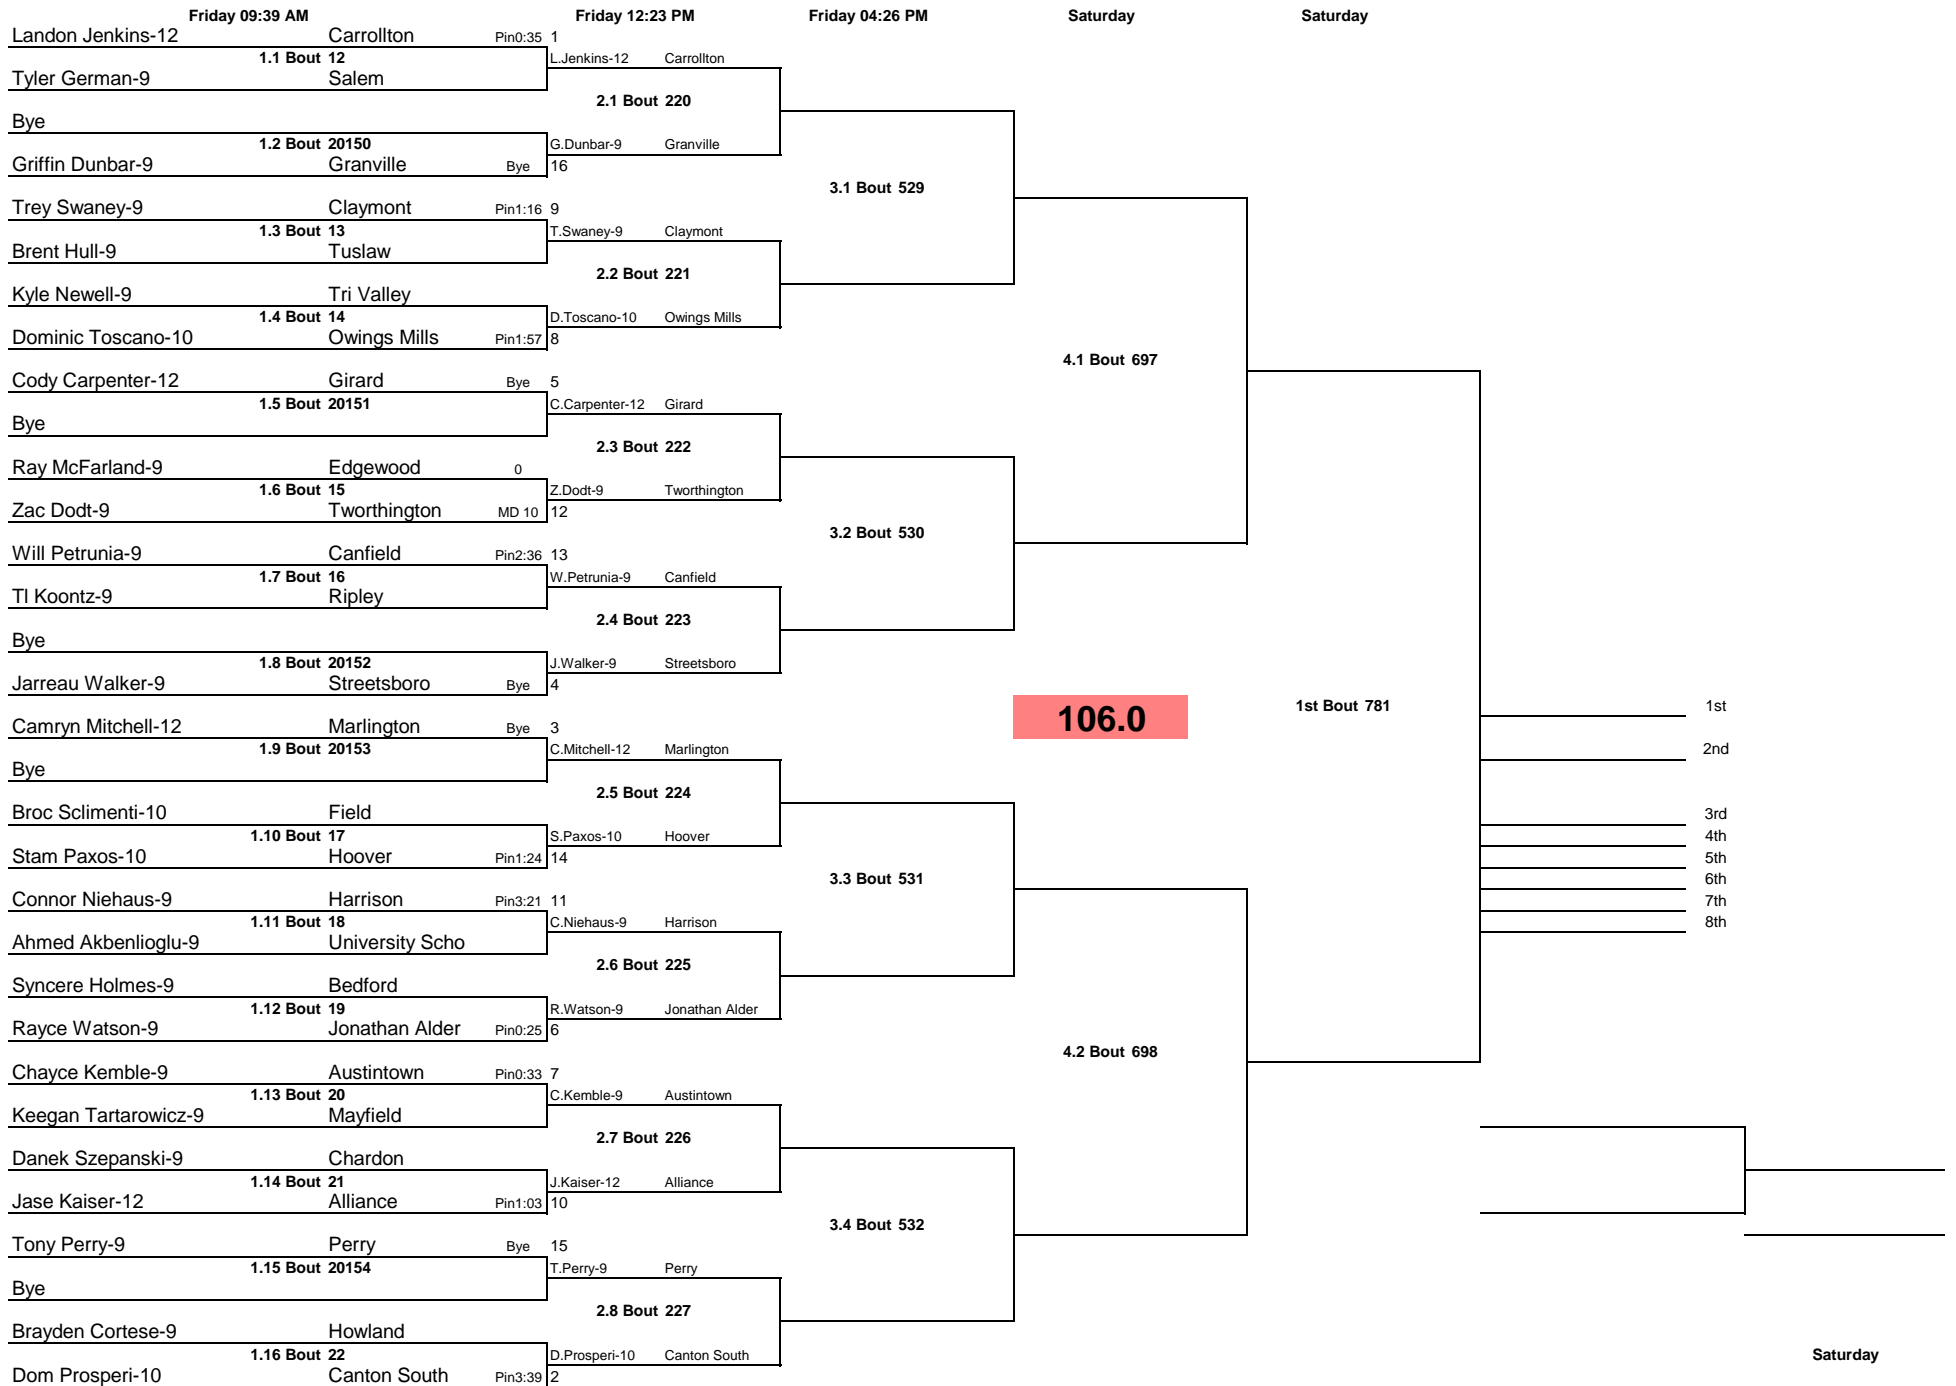 Friday 09:39 AM Friday 12:23 PM Friday 04:26 PM Saturday Saturday
Landon Jenkins-12 Carrollton Pin0:35 1
1.1 Bout 12 L.Jenkins-12 Carrollton
Tyler German-9 Salem
2.1 Bout 220
Bye
1.2 Bout 20150 G.Dunbar-9 Granville
Griffin Dunbar-9 Granville Bye 16
3.1 Bout 529
Trey Swaney-9 Claymont Pin1:16 9
1.3 Bout 13 T.Swaney-9 Claymont
Brent Hull-9 Tuslaw
2.2 Bout 221
Kyle Newell-9 Tri Valley
1.4 Bout 14 D.Toscano-10 Owings Mills
Dominic Toscano-10 Owings Mills Pin1:57 8
4.1 Bout 697
Cody Carpenter-12 Girard Bye 5
1.5 Bout 20151 C.Carpenter-12 Girard
Bye
2.3 Bout 222
Ray McFarland-9 Edgewood 0
1.6 Bout 15 Z.Dodt-9 Tworthington
Zac Dodt-9 Tworthington MD 10 12
3.2 Bout 530
Will Petrunia-9 Canfield Pin2:36 13
1.7 Bout 16 W.Petrunia-9 Canfield
Tl Koontz-9 Ripley
2.4 Bout 223
Bye
1.8 Bout 20152 J.Walker-9 Streetsboro
Jarreau Walker-9 Streetsboro Bye 4
106.0 1st Bout 781 1st
Camryn Mitchell-12 Marlington Bye 3
1.9 Bout 20153 C.Mitchell-12 Marlington 2nd
Bye
2.5 Bout 224
Broc Sclimenti-10 Field 3rd
1.10 Bout 17 S.Paxos-10 Hoover 4th
Stam Paxos-10 Hoover Pin1:24 14 5th
3.3 Bout 531 6th
Connor Niehaus-9 Harrison Pin3:21 11 7th
1.11 Bout 18 C.Niehaus-9 Harrison 8th
Ahmed Akbenlioglu-9 University Scho
2.6 Bout 225
Syncere Holmes-9 Bedford
1.12 Bout 19 R.Watson-9 Jonathan Alder
Rayce Watson-9 Jonathan Alder Pin0:25 6
4.2 Bout 698
Chayce Kemble-9 Austintown Pin0:33 7
1.13 Bout 20 C.Kemble-9 Austintown
Keegan Tartarowicz-9 Mayfield
2.7 Bout 226
Danek Szepanski-9 Chardon
1.14 Bout 21 J.Kaiser-12 Alliance
Jase Kaiser-12 Alliance Pin1:03 10
3.4 Bout 532
Tony Perry-9 Perry Bye 15
1.15 Bout 20154 T.Perry-9 Perry
Bye
2.8 Bout 227
Brayden Cortese-9 Howland
1.16 Bout 22 D.Prosperi-10 Canton South Saturday
Dom Prosperi-10 Canton South Pin3:39 2